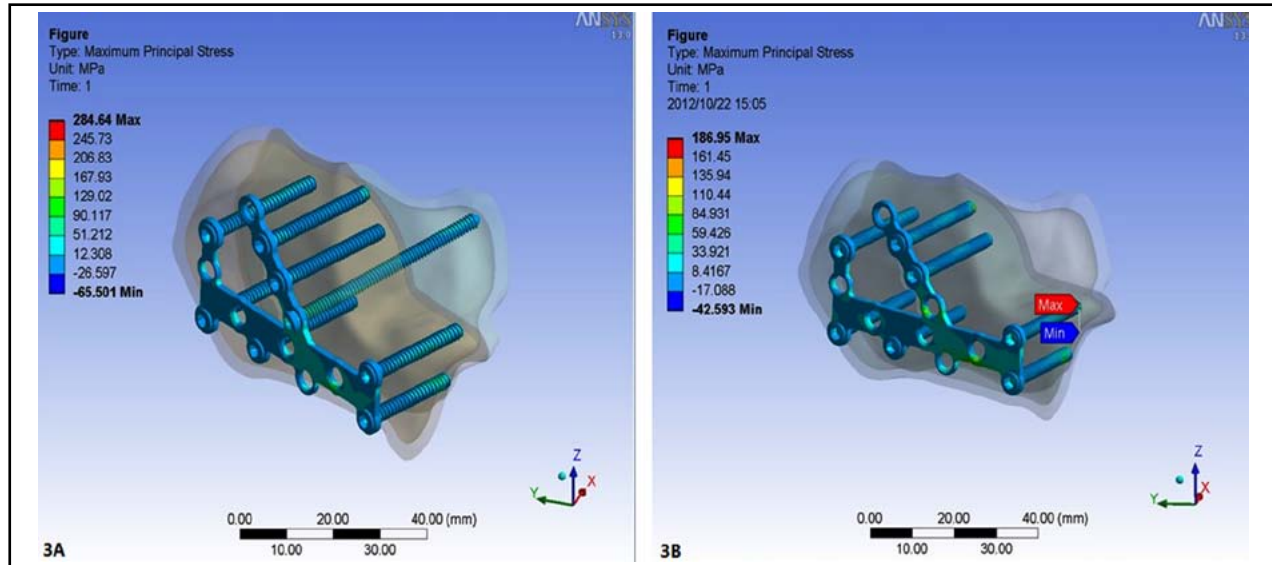 ANSYS
13.0
Figure
Type: Maximum Principal Stress
Unit: MPa
Time: 1
284.64 Max
245.73
206.83
167.93
129.02
90.117
51.212
12.308
-26.597
-65.501 Min
Z
Y
X
0.00
20.00
40.00 (mm)
10.00
30.00
3A
ANSY
Figure
Type: Maximum Principal Stress
Unit: MPa
Time: 1
2012/10/22 15:05
186.95 Max
161.45
135.94
110.44
84.931
59.426
33.921
8.4167
-17.088
-42.593 Min
Max
Min
Z
Y
X
0.00
20.00
40.00 (mm)
10.00
30.00
3B